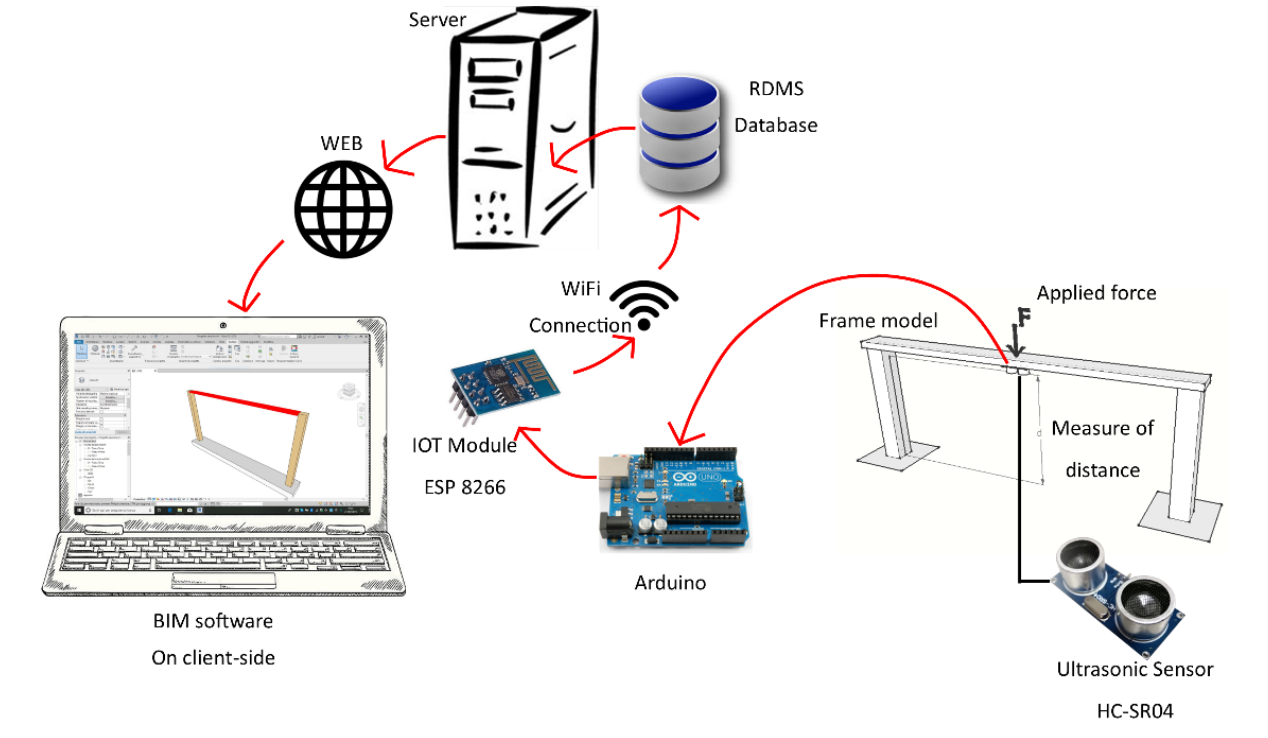 Server
RDMS
Database
WEB
WiFi
Connection
Applied force
F
Frame model
Measure of
distance
d
IOT Module
ESP 8266
UNO
ARDUINO
Arduino
BIM software
On client-side
Ultrasonic Sensor
HC-SR04